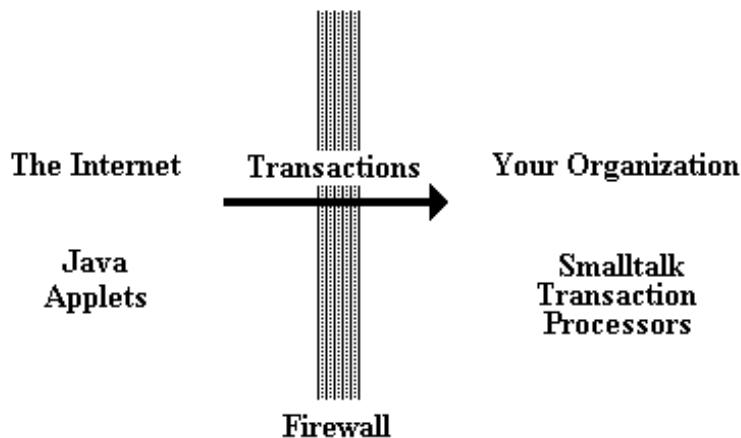 The Internet
Transactions
Your Organization
Java
Applets
Smalltalk
Transaction
Processors
Firewall